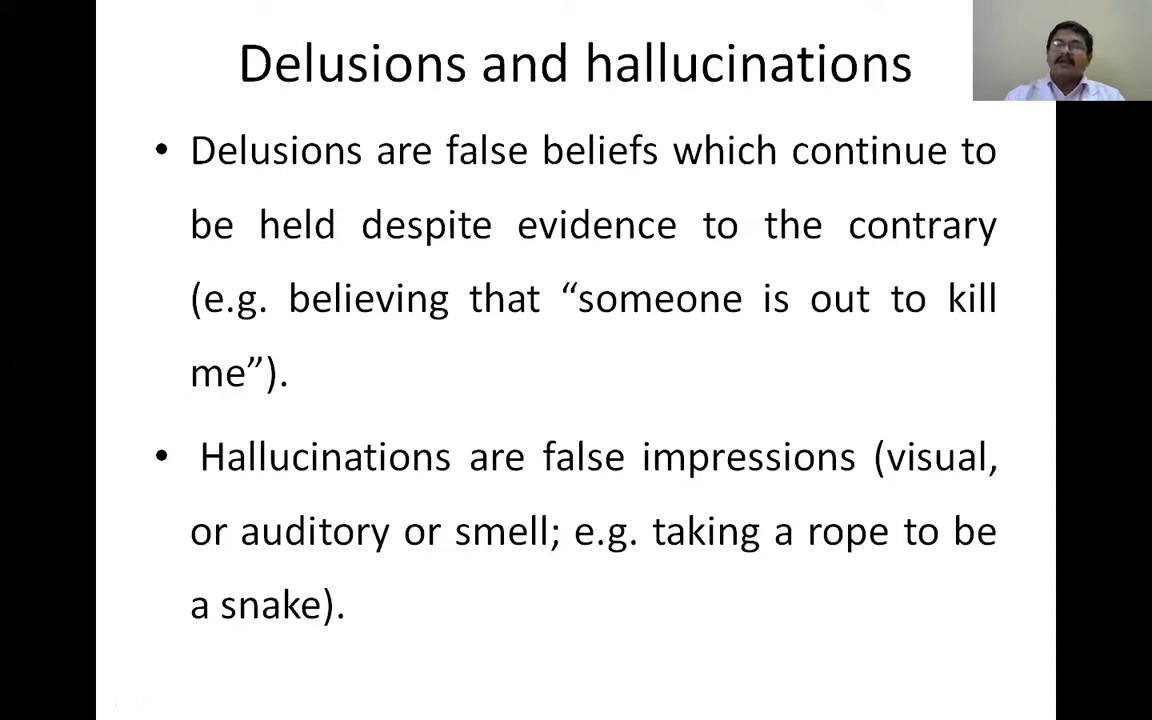 Delusions and hallucinations
• Delusions are false beliefs which continue to
be held despite evidence to the contrary
(e.g. believing that “someone is out to kill
me”).
• Hallucinations are false impressions (visual,
or auditory or smell; e.g. taking a rope to be
a snake).